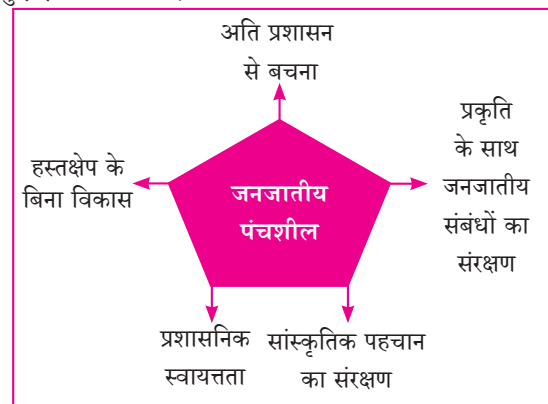 अति प्रशासन
से बचना
प्रकृति
के साथ
जनजातीय
संबंधों का
संरक्षण
हस्तक्षेप के
बिना विकास
जनजातीय
पंचशील
प्रशासनिक
स्वायत्तता
सांस्कृतिक पहचान
का संरक्षण